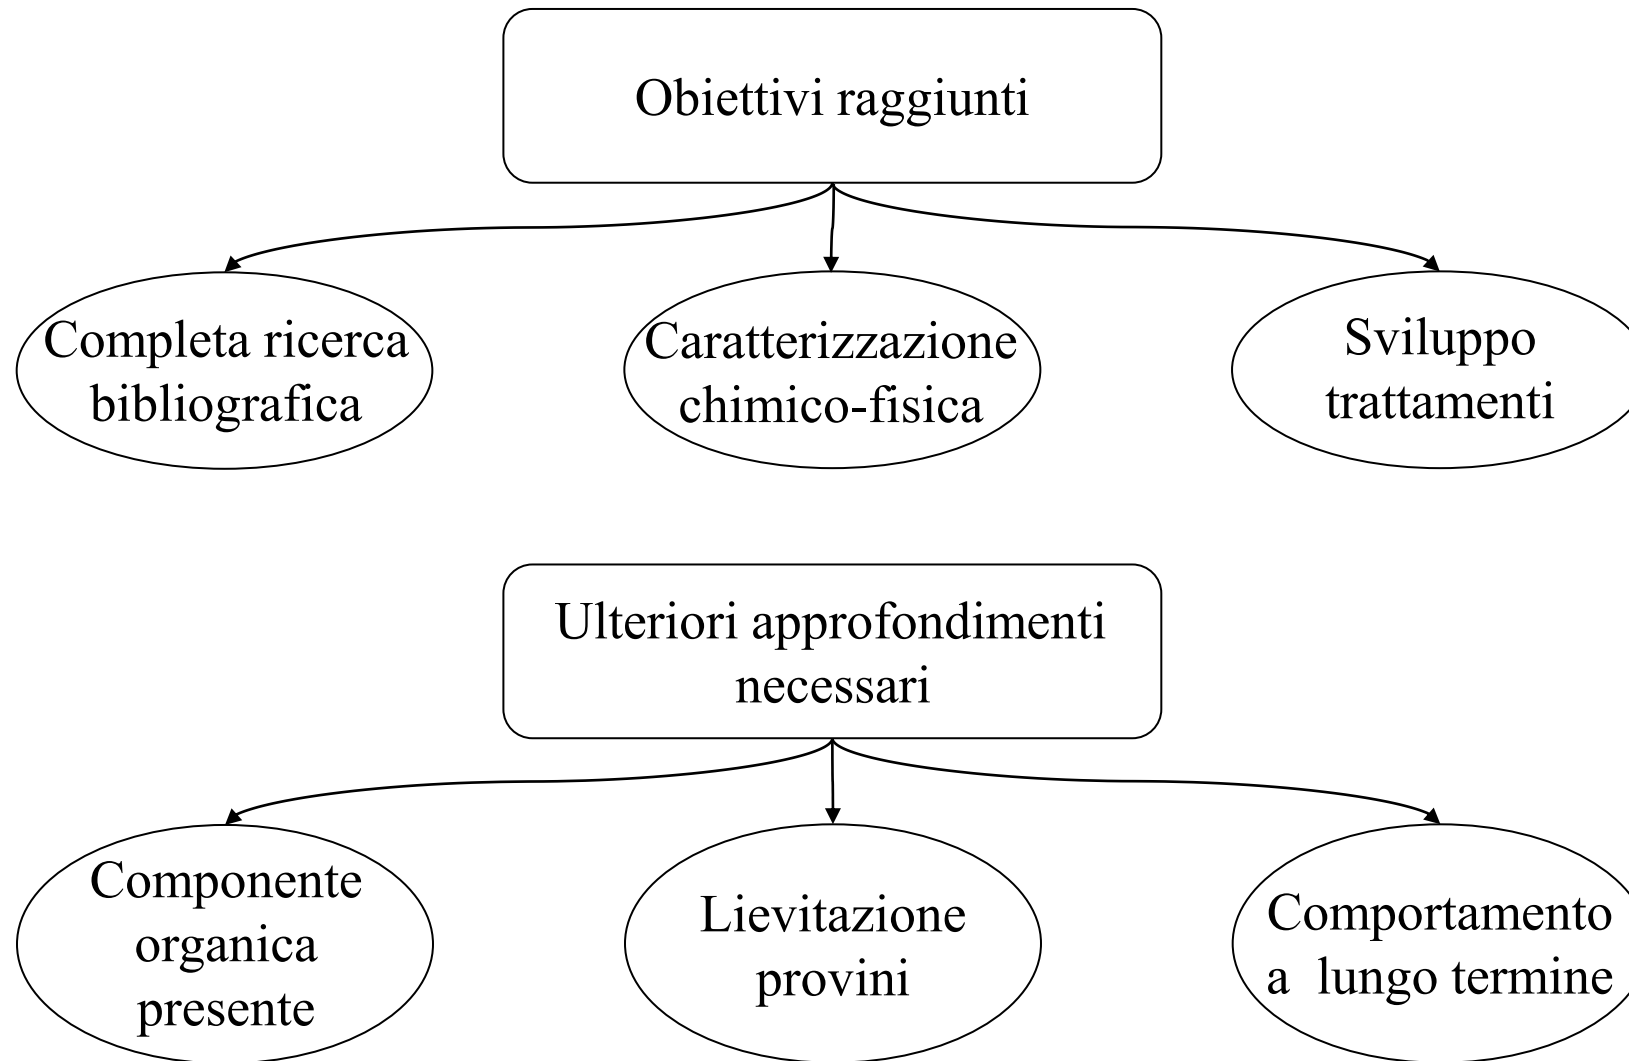 Obiettivi raggiunti
Completa ricerca
bibliografica
Caratterizzazione
chimico-fisica
Sviluppo
trattamenti
Ulteriori approfondimenti
necessari
Componente
organica
presente
Lievitazione
provini
Comportamento
a lungo termine